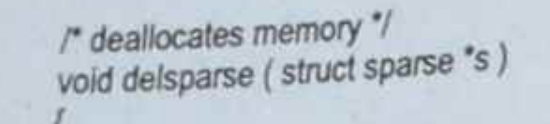 /* deallocates memory */
void delsparse ( struct sparse *s )
{